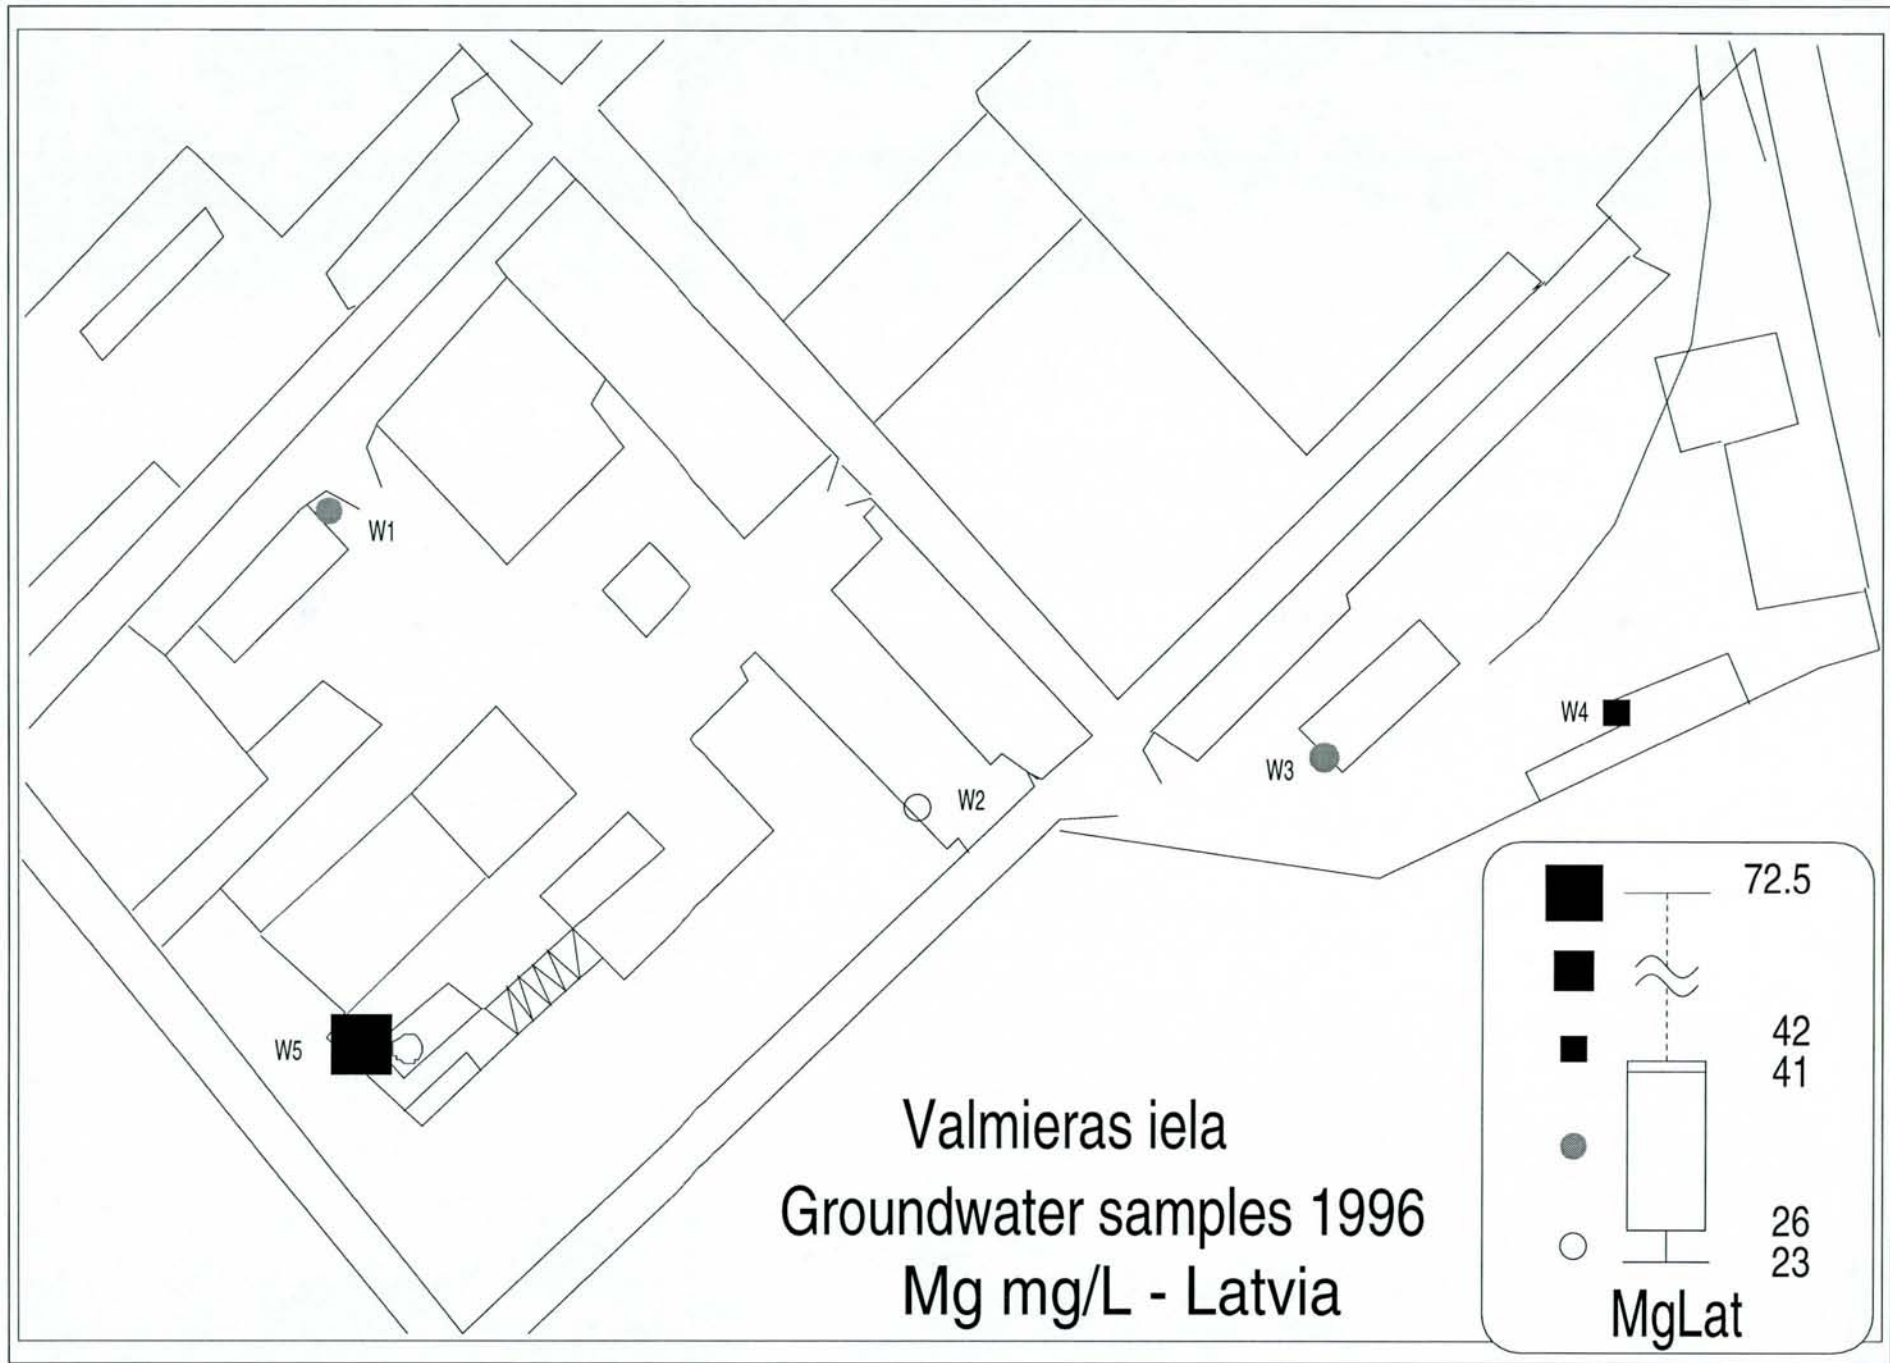 W1
W4
W3
W2
W5
72.5
42
41
26
23
MgLat
Valmieras iela
Groundwater samples 1996
Mg mg/L - Latvia